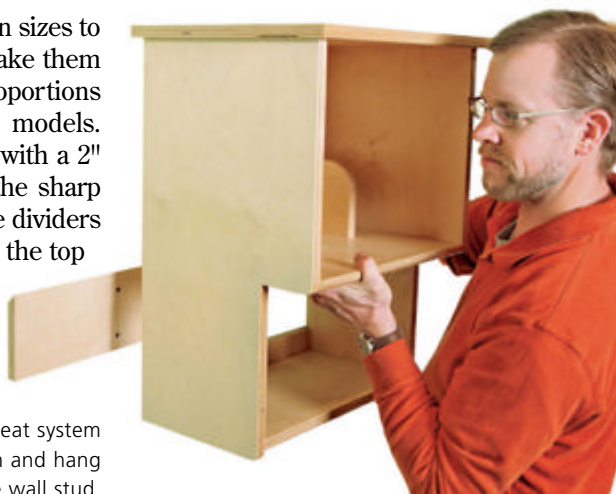 n sizes to
ake them
oportions
models.
with a 2"
he sharp
e dividers
the top
eat system
n and hang
e wall stud.